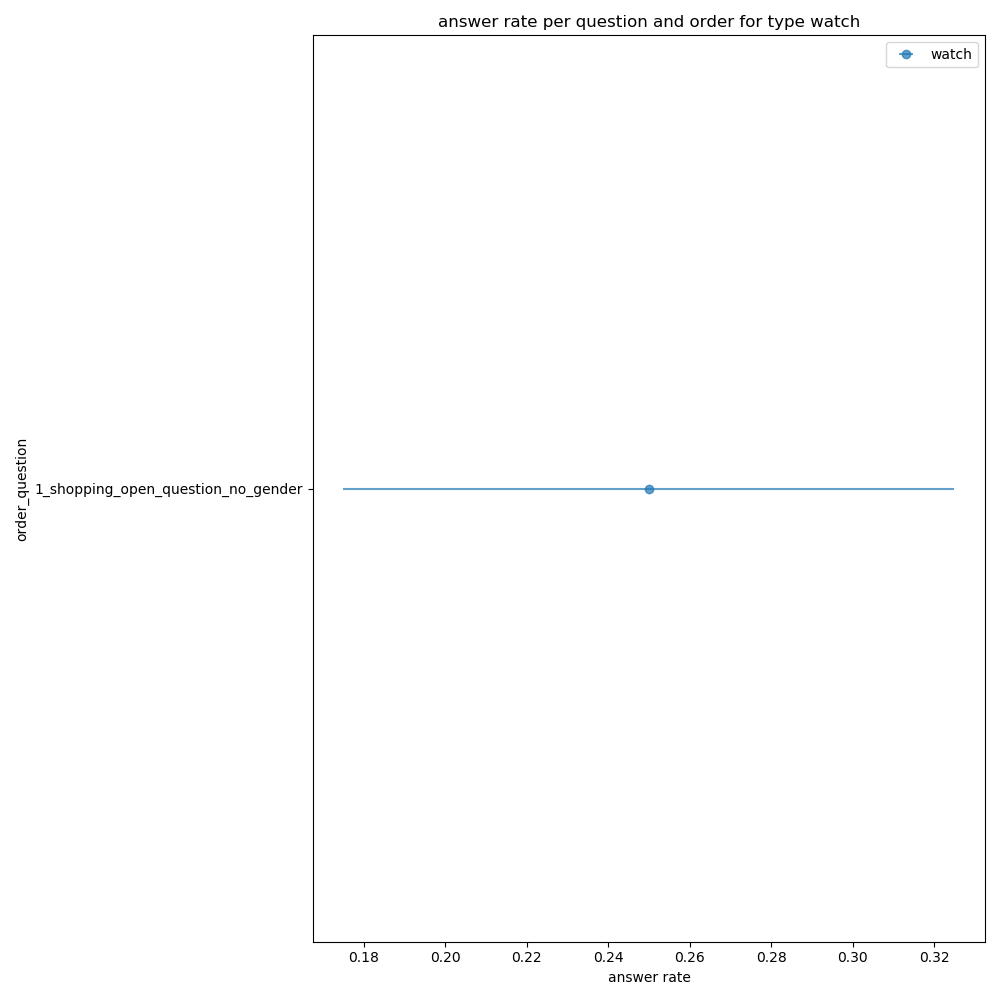 answer rate per question and order for type watch
watch
order_question
1_shopping_open_question_no_gender
0.18 0.20 0.22 0.24 0.26 0.28 0.30 0.32
answer rate